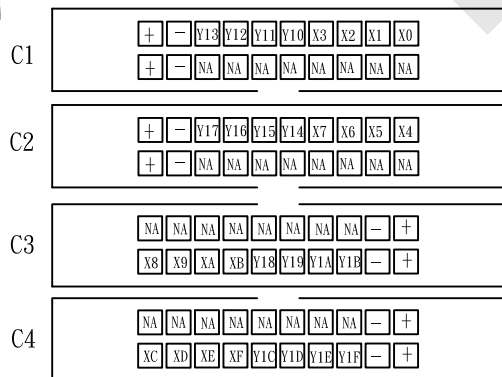 C1
+ − Y13 Y12 Y11 Y10 X3 X2 X1 X0
+ − NA NA NA NA NA NA NA NA
C2
+ − Y17 Y16 Y15 Y14 X7 X6 X5 X4
+ − NA NA NA NA NA NA NA NA
C3
NA NA NA NA NA NA NA NA − +
X8 X9 XA XB Y18 Y19 Y1A Y1B − +
C4
NA NA NA NA NA NA NA NA − +
XC XD XE XF Y1C Y1D Y1E Y1F − +